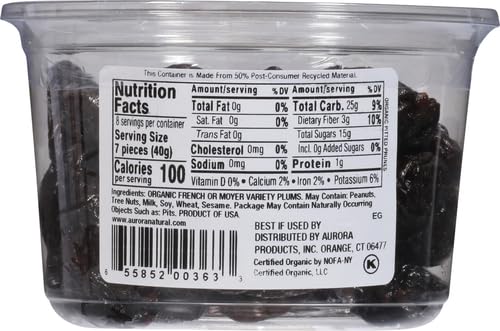 This Container is Made From 50% Post-Consumer Recycled Material.
Nutrition Facts
8 servings per container
Serving Size
7 pieces (40g)
Calories per serving 100
Amount/serving % DV
Total Fat 0g 0%
Sat. Fat 0g 0%
Trans Fat 0g
Cholesterol 0mg 0%
Sodium 0mg 0%
Amount/serving % DV
Total Carb. 25g 9%
Dietary Fiber 3g 10%
Total Sugars 15g
Incl. 0g Added Sugars 0%
Protein 1g
Vitamin D 0% • Calcium 2% • Iron 2% • Potassium 6%
ORGANIC PITTED PRUNES
Ingredients: ORGANIC FRENCH OR MOYER VARIETY PLUMS. May Contain: Peanuts,
Tree Nuts, Milk, Soy, Wheat, Sesame. Package May Contain Naturally Occurring
Objects Such as: Pits. PRODUCT OF USA
www.auroranatural.com
6 55852 00363 3
EG
BEST IF USED BY
DISTRIBUTED BY AURORA
PRODUCTS, INC. ORANGE, CT 06477
Certified Organic by NOFA-NY
Certified Organic, LLC
K